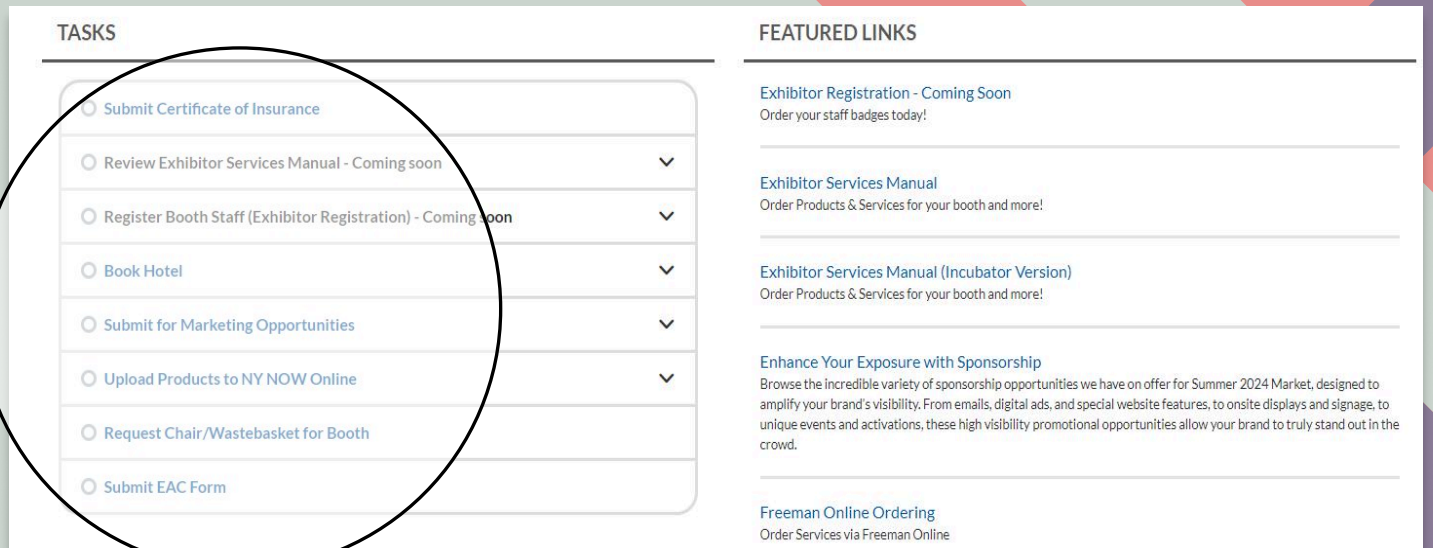 TASKS
Submit Certificate of Insurance
Review Exhibitor Services Manual - Coming soon
Register Booth Staff (Exhibitor Registration) - Coming soon
Book Hotel
Submit for Marketing Opportunities
Upload Products to NY NOW Online
Request Chair/Wastebasket for Booth
Submit EAC Form
FEATURED LINKS
Exhibitor Registration - Coming Soon
Order your staff badges today!
Exhibitor Services Manual
Order Products & Services for your booth and more!
Exhibitor Services Manual (Incubator Version)
Order Products & Services for your booth and more!
Enhance Your Exposure with Sponsorship
Browse the incredible variety of sponsorship opportunities we have on offer for Summer 2024 Market, designed to
amplify your brand's visibility. From emails, digital ads, and special website features, to onsite displays and signage, to
unique events and activations, these high visibility promotional opportunities allow your brand to truly stand out in the
crowd.
Freeman Online Ordering
Order Services via Freeman Online